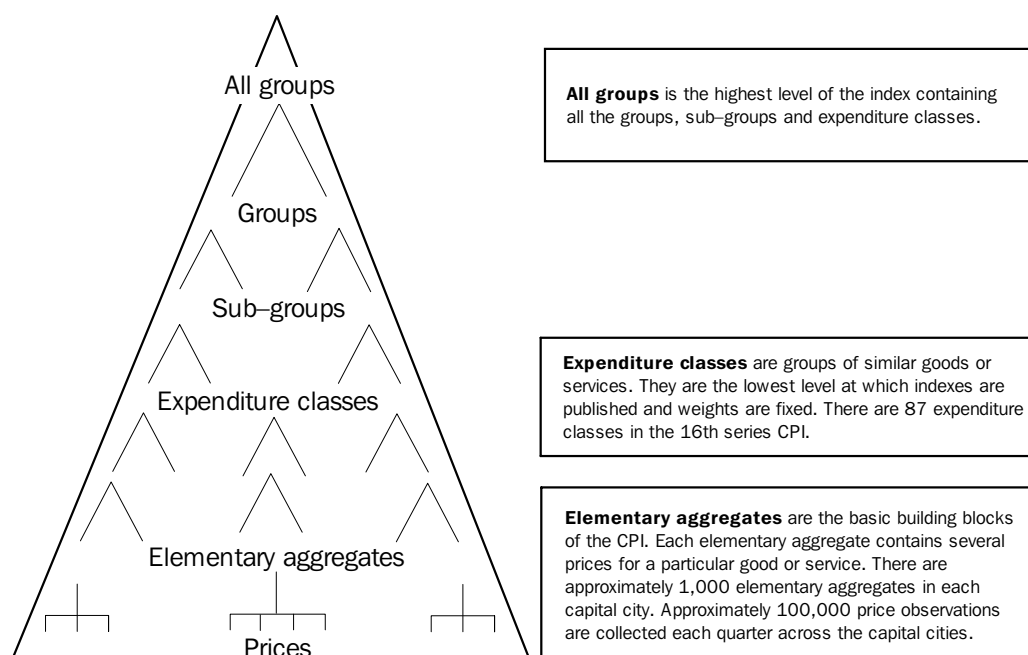 All groups
All groups is the highest level of the index containing
all the groups, sub–groups and expenditure classes.
Groups
Sub–groups
Expenditure classes
Expenditure classes are groups of similar goods or
services. They are the lowest level at which indexes are
published and weights are fixed. There are 87 expenditure
classes in the 16th series CPI.
Elementary aggregates
Elementary aggregates are the basic building blocks
of the CPI. Each elementary aggregate contains several
prices for a particular good or service. There are
approximately 1,000 elementary aggregates in each
capital city. Approximately 100,000 price observations
are collected each quarter across the capital cities.
Prices